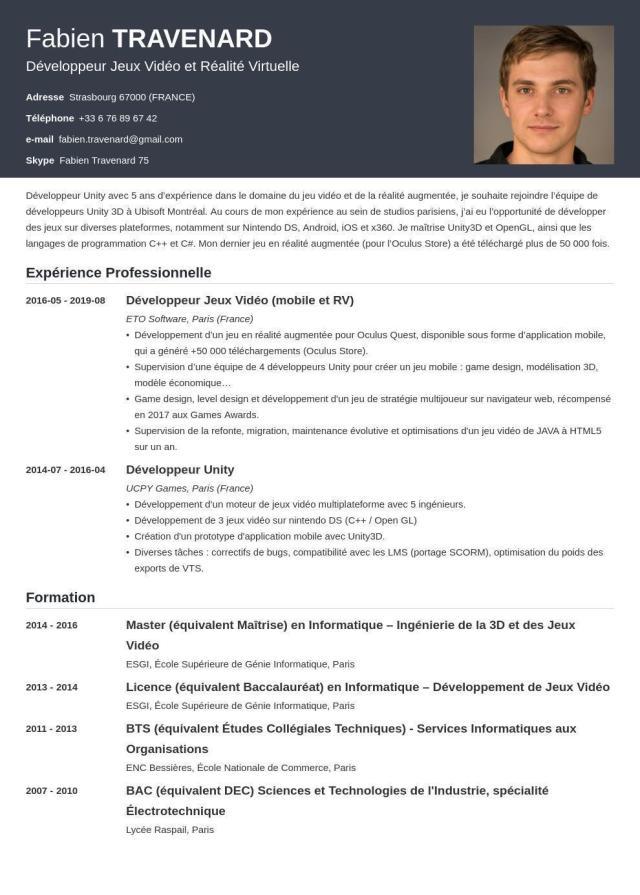 Fabien TRAVENARD
Développeur Jeux Vidéo et Réalité Virtuelle
Adresse Strasbourg 67000 (FRANCE)
Téléphone +33 6 76 89 67 42
e-mail fabien.travenard@gmail.com
Skype Fabien Travenard 75
Développeur Unity avec 5 ans d'expérience dans le domaine du jeu vidéo et de la réalité augmentée, je souhaite rejoindre l'équipe de
développeurs Unity 3D à Ubisoft Montréal. Au cours de mon expérience au sein de studios parisiens, j'ai eu l'opportunité de développer
des jeux sur diverses plateformes, notamment sur Nintendo DS, Android, iOS et x360. Je maîtrise Unity3D et OpenGL, ainsi que les
langages de programmation C++ et C#. Mon dernier jeu en réalité augmentée (pour l'Oculus Store) a été téléchargé plus de 50 000 fois.
Expérience Professionnelle
2016-05 - 2019-08 Développeur Jeux Vidéo (mobile et RV)
ETO Software, Paris (France)
• Développement d'un jeu en réalité augmentée pour Oculus Quest, disponible sous forme d'application mobile,
qui a généré +50 000 téléchargements (Oculus Store).
• Supervision d'une équipe de 4 développeurs Unity pour créer un jeu mobile : game design, modélisation 3D,
modèle économique…
• Game design, level design et développement d'un jeu de stratégie multijoueur sur navigateur web, récompensé
en 2017 aux Games Awards.
• Supervision de la refonte, migration, maintenance évolutive et optimisations d'un jeu vidéo de JAVA à HTML5
sur un an.
2014-07 - 2016-04 Développeur Unity
UCPY Games, Paris (France)
• Développement d'un moteur de jeux vidéo multiplateforme avec 5 ingénieurs.
• Développement de 3 jeux vidéo sur nintendo DS (C++ / Open GL)
• Création d'un prototype d'application mobile avec Unity3D.
• Diverses tâches : correctifs de bugs, compatibilité avec les LMS (portage SCORM), optimisation du poids des
exports de VTS.
Formation
2014 - 2016 Master (équivalent Maîtrise) en Informatique – Ingénierie de la 3D et des Jeux
Vidéo
ESGI, École Supérieure de Génie Informatique, Paris
2013 - 2014 Licence (équivalent Baccalauréat) en Informatique – Développement de Jeux Vidéo
ESGI, École Supérieure de Génie Informatique, Paris
2011 - 2013 BTS (équivalent Études Collégiales Techniques) - Services Informatiques aux
Organisations
ENC Bessières, École Nationale de Commerce, Paris
2007 - 2010 BAC (équivalent DEC) Sciences et Technologies de l'Industrie, spécialité
Électrotechnique
Lycée Raspail, Paris